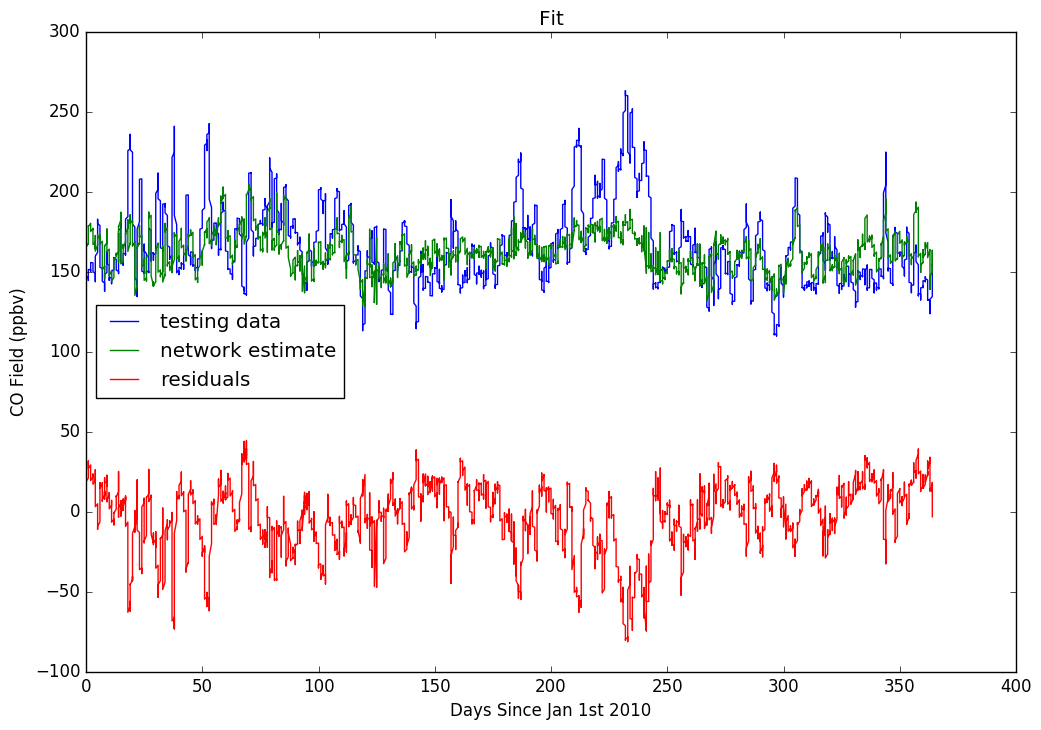 Fit
300
250
200
150
100
50
0
−50
−100
CO Field (ppbv)
testing data
network estimate
residuals
0 50 100 150 200 250 300 350 400
Days Since Jan 1st 2010